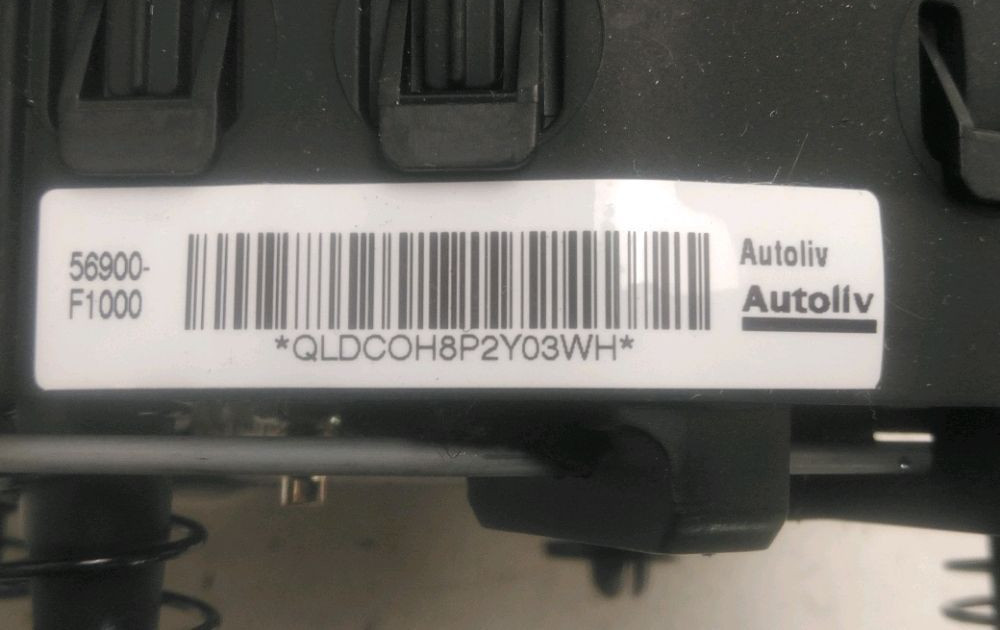 56900-
F1000
*QLDCOH8P2Y03WH*
Autoliv
Autoliv